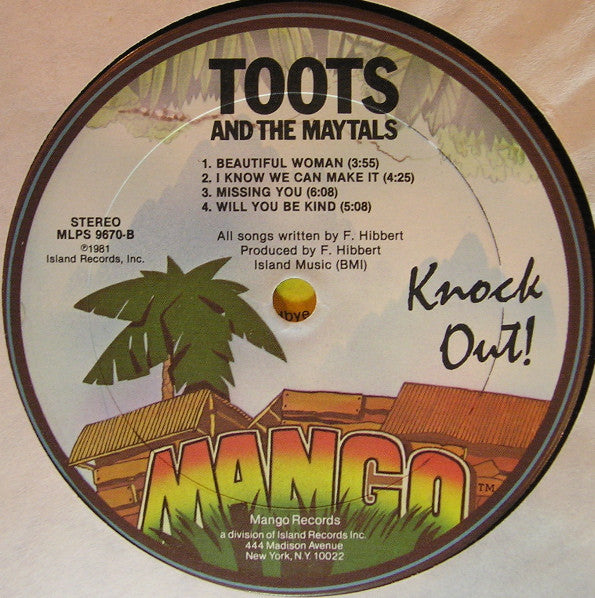 TOOTS
AND THE MAYTALS
1. BEAUTIFUL WOMAN (3:55)
2. I KNOW WE CAN MAKE IT (4:25)
3. MISSING YOU (6:08)
4. WILL YOU BE KIND (5:08)
STEREO
MLPS 9670-B
℗1981
Island Records, Inc.
All songs written by F. Hibbert
Produced by F. Hibbert
Island Music (BMI)
Knock
Out!
MANGO™
Mango Records
a division of Island Records Inc.
444 Madison Avenue
New York, N.Y. 10022